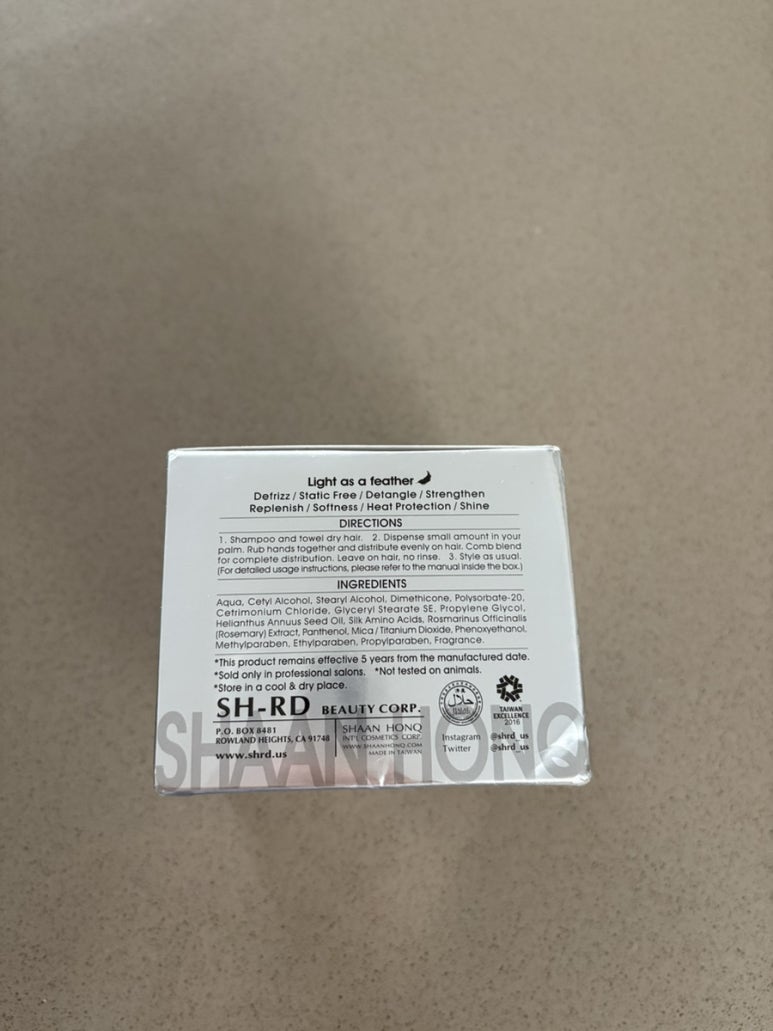 Light as a feather
Defrizz / Static Free / Detangle / Strengthen
Replenish / Softness / Heat Protection / Shine
DIRECTIONS
1. Shampoo and towel dry hair. 2. Dispense small amount in your
palm. Rub hands together and distribute evenly on hair. Comb blend
for complete distribution. Leave on hair, no rinse. 3. Style as usual.
(For detailed usage instructions, please refer to the manual inside the box.)
INGREDIENTS
Aqua, Cetyl Alcohol, Stearyl Alcohol, Dimethicone, Polysorbate-20,
Cetrimonium Chloride, Glyceryl Stearate SE, Propylene Glycol,
Helianthus Annuus Seed Oil, Silk Amino Acids, Rosmarinus Officinalis
(Rosemary) Extract, Panthenol, Mica / Titanium Dioxide, Phenoxyethanol,
Methylparaben, Ethylparaben, Propylparaben, Fragrance.
*This product remains effective 5 years from the manufactured date.
*Sold only in professional salons. *Not tested on animals.
*Store in a cool & dry place.
SH-RD BEAUTY CORP.
P.O. BOX 8481
ROWLAND HEIGHTS, CA 91748
www.shrd.us
SHAAN HONQ
INT'L COSMETICS CORP.
WWW.SHAANHONQ.COM
MADE IN TAIWAN
حلال
TAIWAN
EXCELLENCE
2016
Instagram @shrd_us
Twitter @shrd_us
SHAAN HONQ